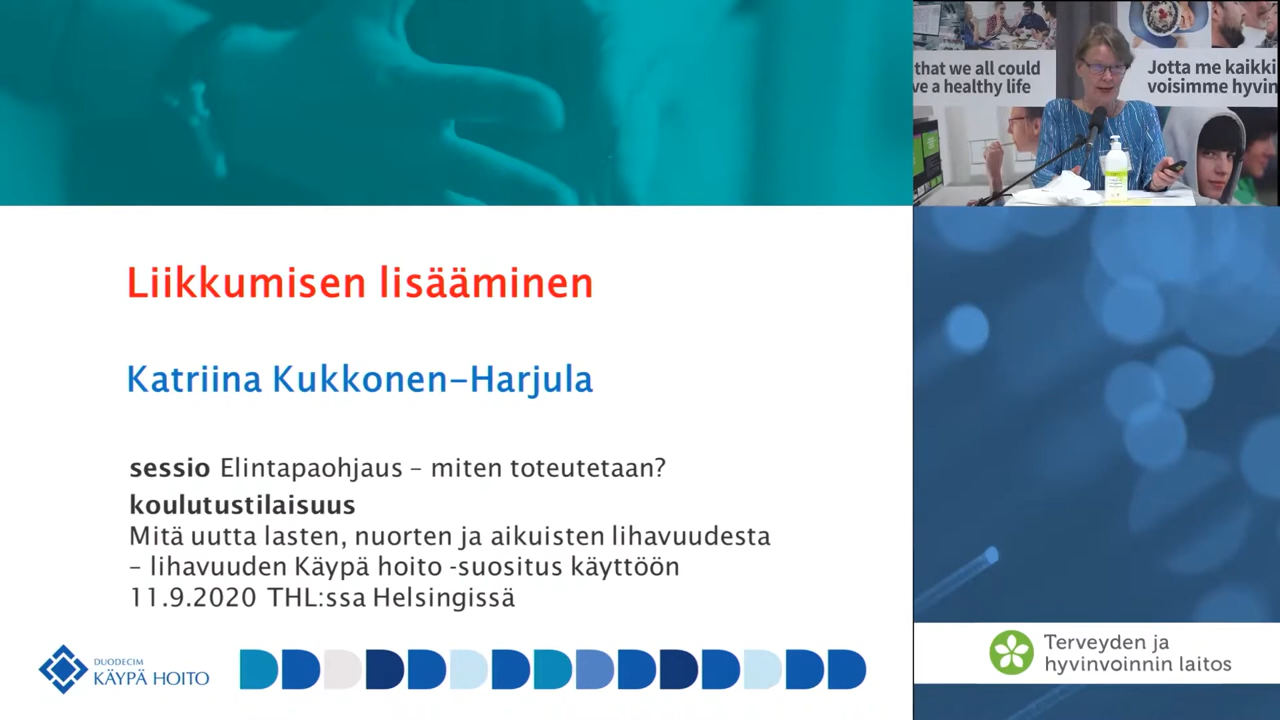 that we all could
ve a healthy life
Jotta me kaikki
voisimme hyvin
Liikkumisen lisääminen
Katriina Kukkonen-Harjula
sessio Elintapaohjaus – miten toteutetaan?
koulutustilaisuus
Mitä uutta lasten, nuorten ja aikuisten lihavuudesta
– lihavuuden Käypä hoito -suositus käyttöön
11.9.2020 THL:ssa Helsingissä
DUODECIM
KÄYPÄ HOITO
Terveyden ja
hyvinvoinnin laitos